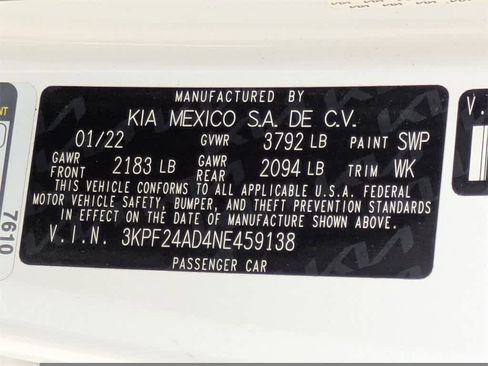 MANUFACTURED BY
KIA MEXICO S.A. DE C.V.
01/22 GVWR 3792 LB PAINT SWP
GAWR FRONT 2183 LB GAWR REAR 2094 LB TRIM WK
THIS VEHICLE CONFORMS TO ALL APPLICABLE U.S.A. FEDERAL
MOTOR VEHICLE SAFETY, BUMPER, AND THEFT PREVENTION STANDARDS
IN EFFECT ON THE DATE OF MANUFACTURE SHOWN ABOVE.
V.I.N. 3KPF24AD4NE459138
PASSENGER CAR
7610
V.